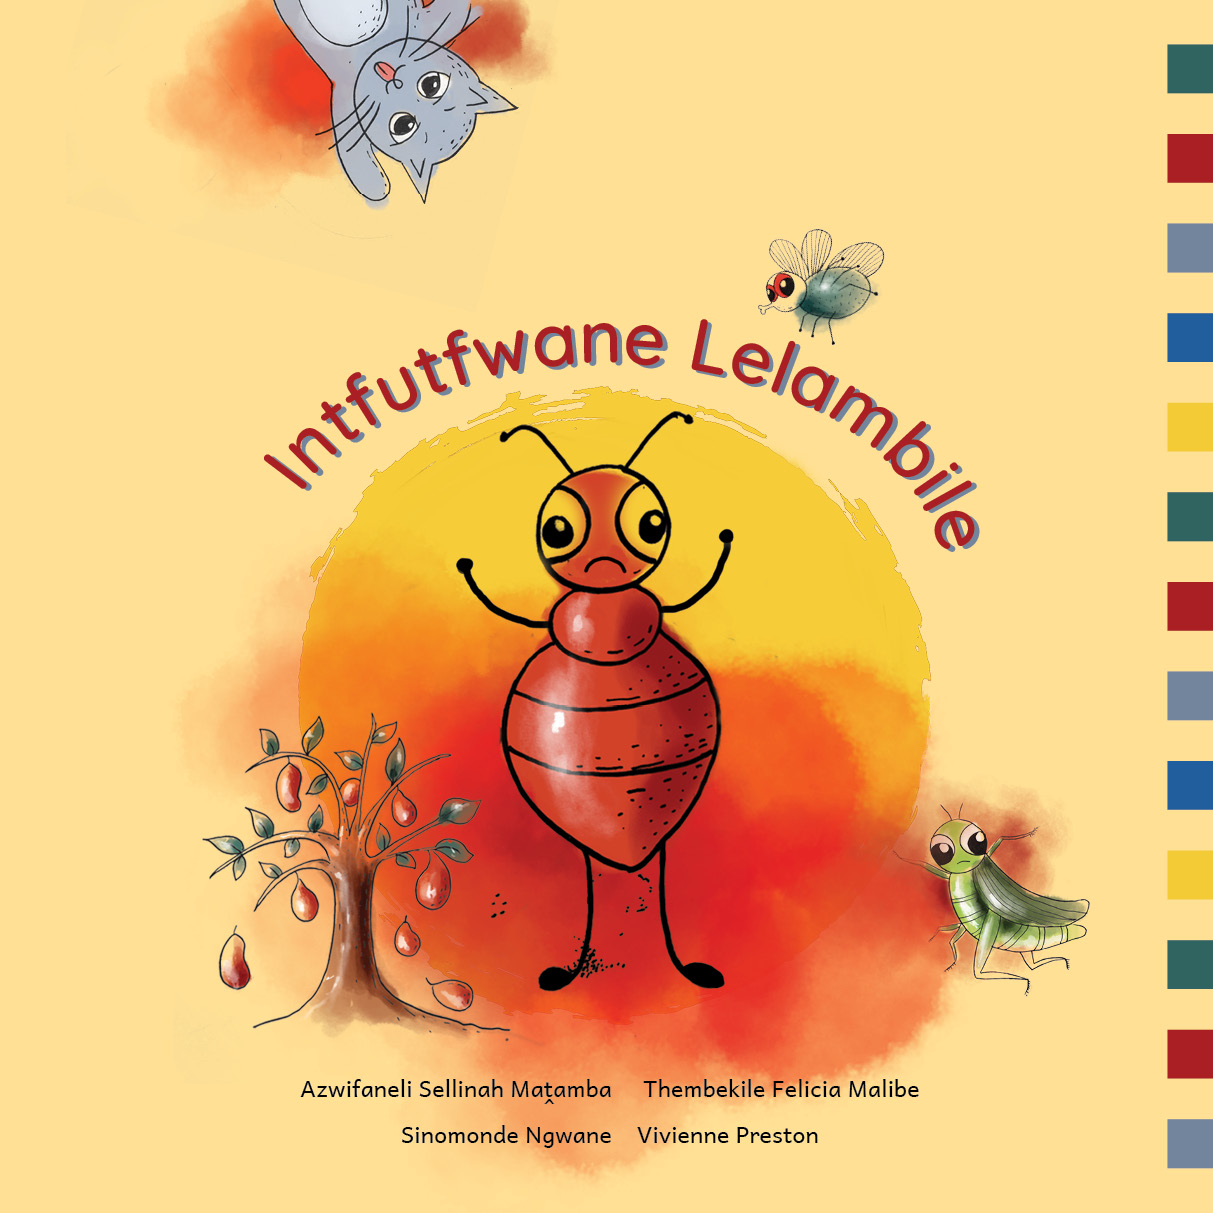 Intfutfwane Lelambile
Azwifaneli Sellinah Maṱamba Thembekile Felicia Malibe
Sinomonde Ngwane Vivienne Preston